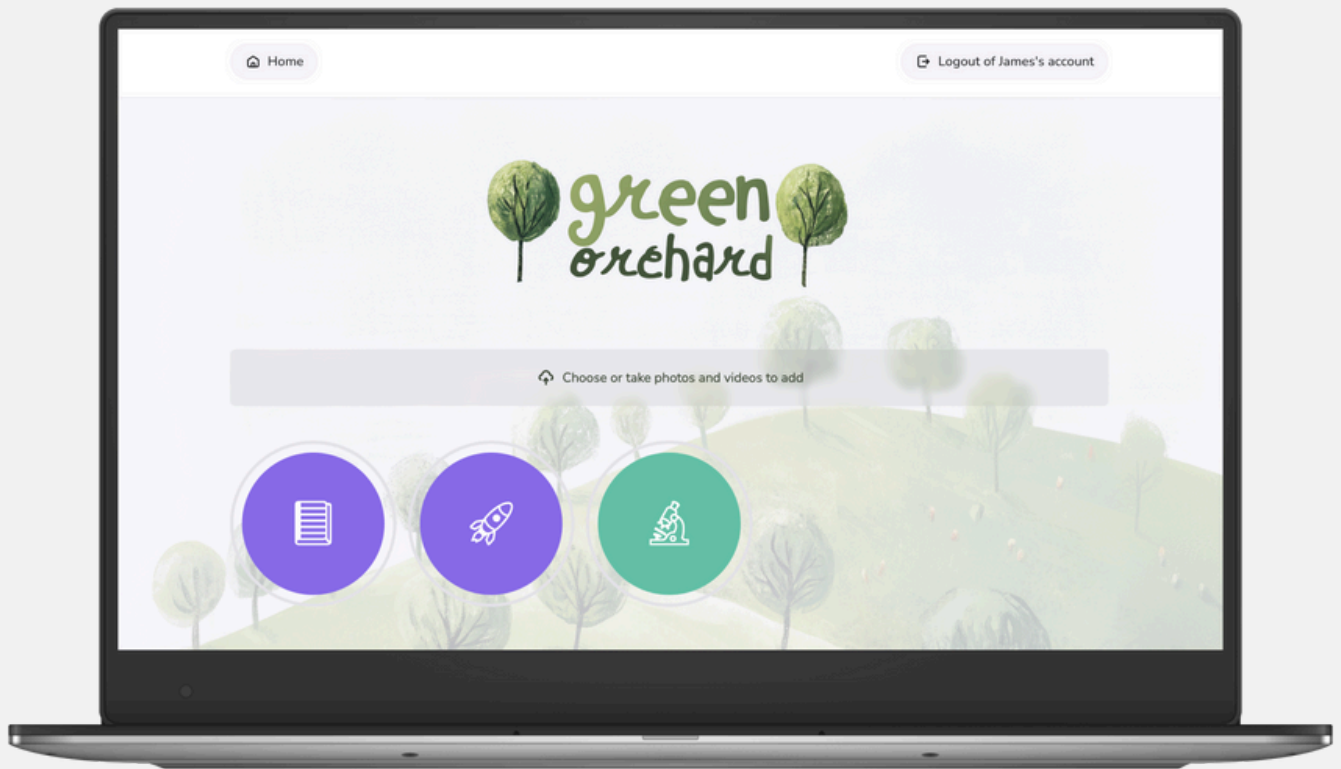 Home
Logout of James's account
green
orchard
Choose or take photos and videos to add